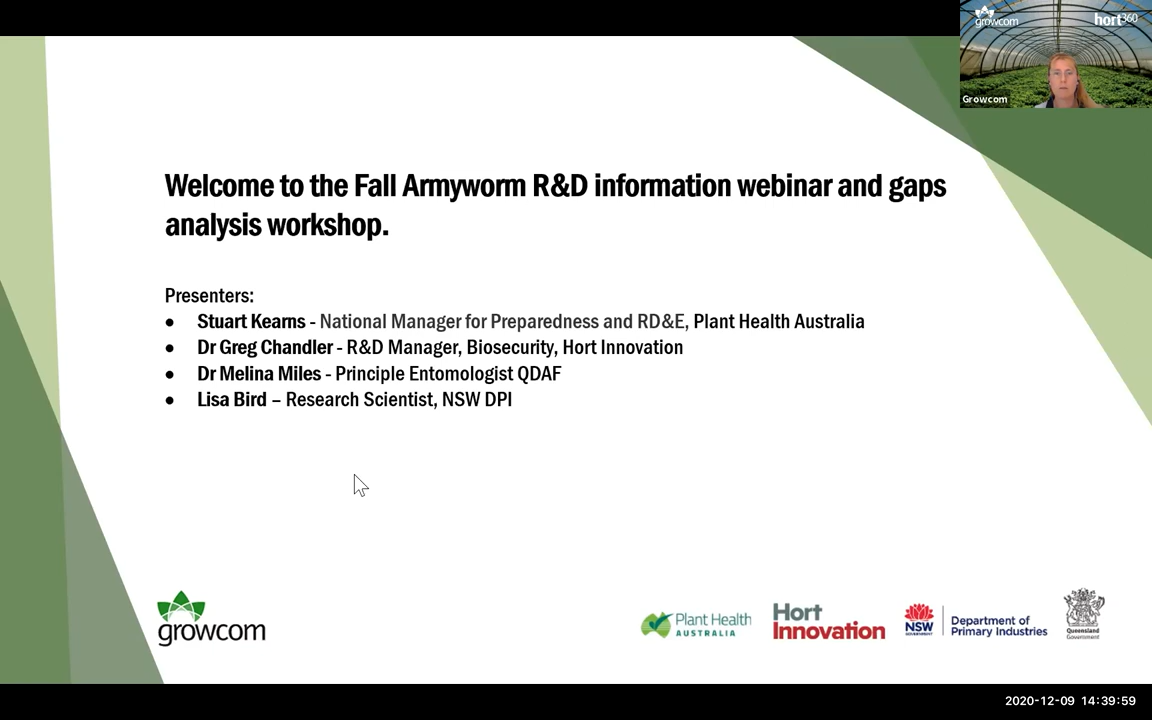 growcom
hort360
Growcom
Welcome to the Fall Armyworm R&D information webinar and gaps
analysis workshop.
Presenters:
● Stuart Kearns - National Manager for Preparedness and RD&E, Plant Health Australia
● Dr Greg Chandler - R&D Manager, Biosecurity, Hort Innovation
● Dr Melina Miles - Principle Entomologist QDAF
● Lisa Bird – Research Scientist, NSW DPI
growcom
Plant Health
AUSTRALIA
Hort
Innovation
NSW
GOVERNMENT
Department of
Primary Industries
Queensland
Government
2020-12-09 14:39:59